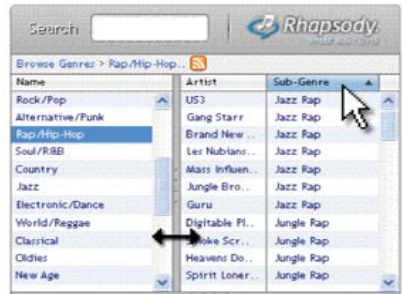 Search Rhapsody
Browse Genres > Rap/Hip-Hop..
Name Artist Sub-Genre
Rock/Pop US3 Jazz Rap
Alternative/Punk Gang Starr Jazz Rap
Rap/Hip-Hop Brand New .. Jazz Rap
Soul/R&B Les Nubians.. Jazz Rap
Country Mass Influen.. Jazz Rap
Jazz Jungle Bro.. Jazz Rap
Electronic/Dance Guru Jazz Rap
World/Reggae Digitable Pl.. Jungle Rap
Classical Scr.. Jungle Rap
Oldies Heavens Do.. Jungle Rap
New Age Spirit Loner.. Jungle Rap